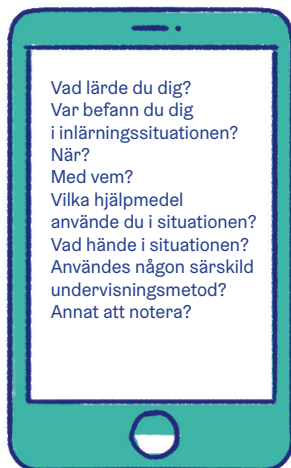 Vad lärde du dig?
Var befann du dig
i inlärningssituationen?
När?
Med vem?
Vilka hjälpmedel
använde du i situationen?
Vad hände i situationen?
Användes någon särskild
undervisningsmetod?
Annat att notera?